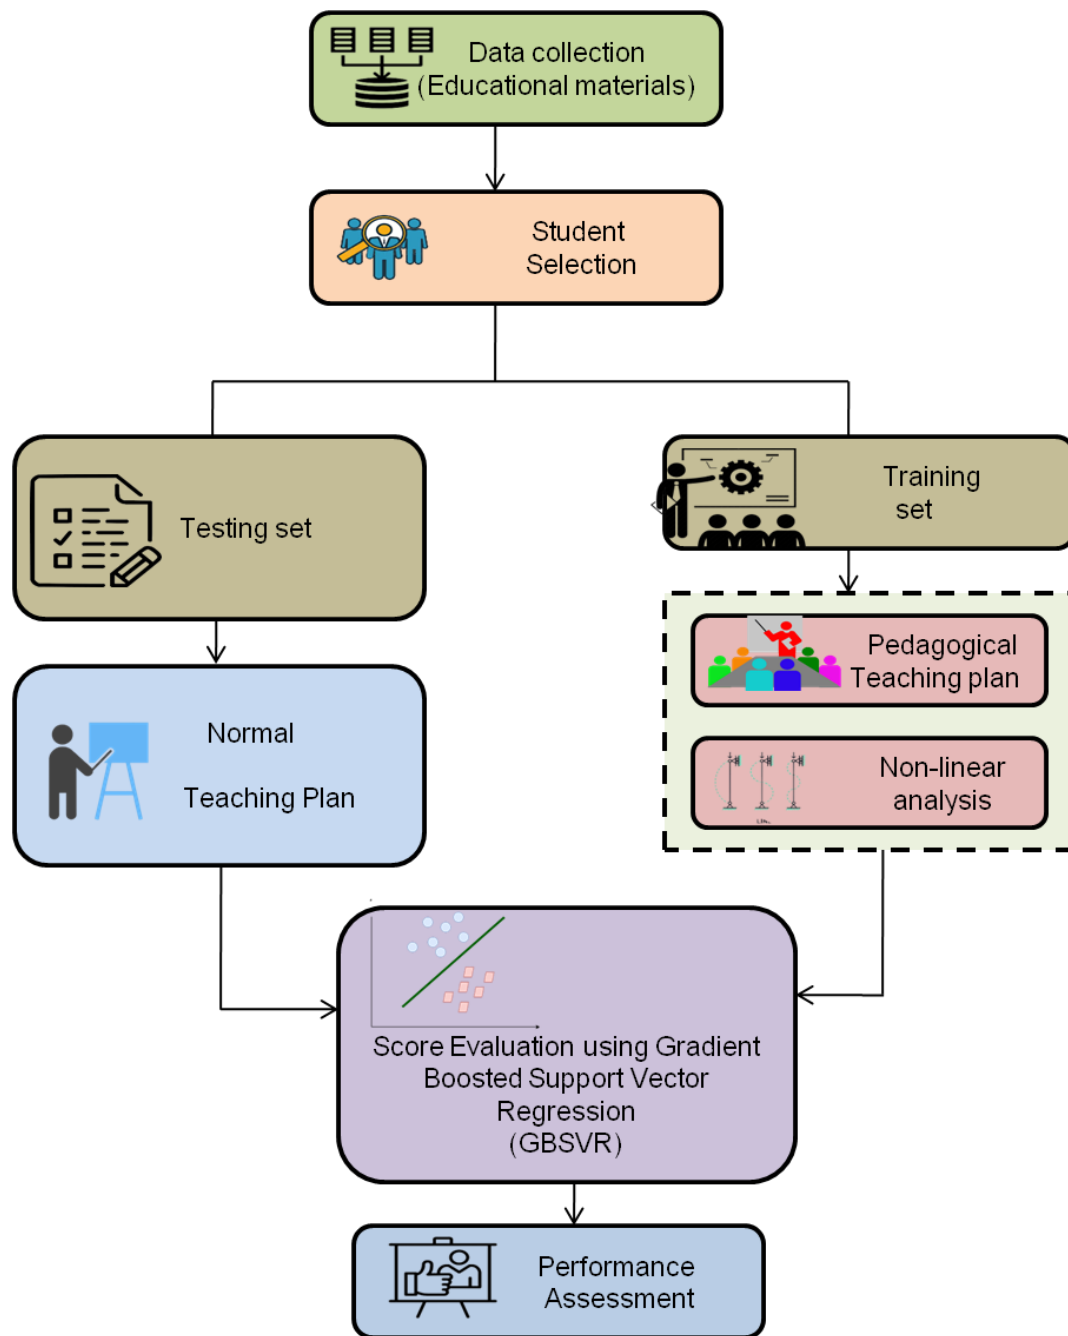 Data collection
(Educational materials)
Student
Selection
Testing set
Training
set
Normal
Teaching Plan
Pedagogical
Teaching plan
Non-linear
analysis
Score Evaluation using Gradient
Boosted Support Vector
Regression
(GBSVR)
Performance
Assessment